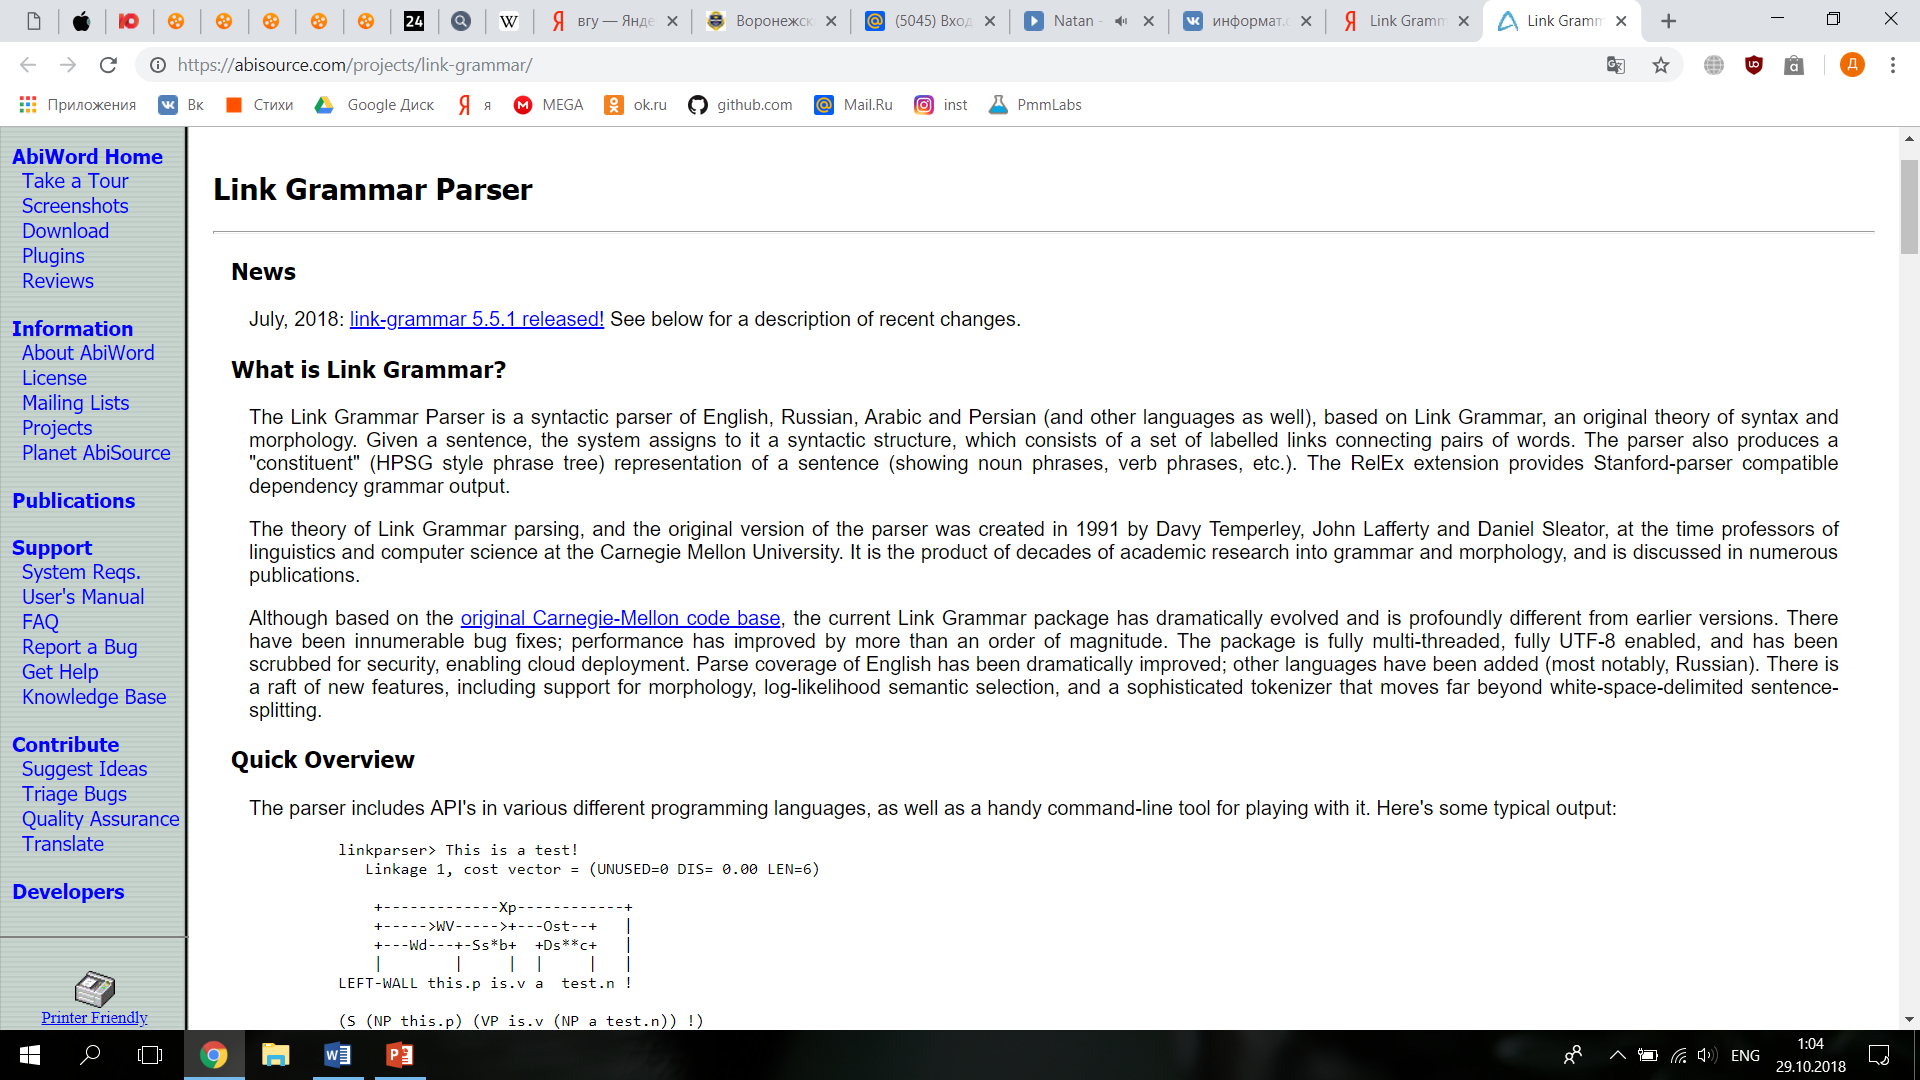 24
W
Я вгу — Янде
Воронежск
(5045) Вход
Natan -
информат.
Link Gramm
Link Gramm
https://abisource.com/projects/link-grammar/
Д
Приложения Вк Стихи Google Диск я MEGA ok.ru github.com Mail.Ru inst PmmLabs
AbiWord Home
Take a Tour
Screenshots
Download
Plugins
Reviews
Information
About AbiWord
License
Mailing Lists
Projects
Planet AbiSource
Publications
Support
System Reqs.
User's Manual
FAQ
Report a Bug
Get Help
Knowledge Base
Contribute
Suggest Ideas
Triage Bugs
Quality Assurance
Translate
Developers
Printer Friendly
Link Grammar Parser
News
July, 2018: link-grammar 5.5.1 released! See below for a description of recent changes.
What is Link Grammar?
The Link Grammar Parser is a syntactic parser of English, Russian, Arabic and Persian (and other languages as well), based on Link Grammar, an original theory of syntax and
morphology. Given a sentence, the system assigns to it a syntactic structure, which consists of a set of labelled links connecting pairs of words. The parser also produces a
"constituent" (HPSG style phrase tree) representation of a sentence (showing noun phrases, verb phrases, etc.). The RelEx extension provides Stanford-parser compatible
dependency grammar output.
The theory of Link Grammar parsing, and the original version of the parser was created in 1991 by Davy Temperley, John Lafferty and Daniel Sleator, at the time professors of
linguistics and computer science at the Carnegie Mellon University. It is the product of decades of academic research into grammar and morphology, and is discussed in numerous
publications.
Although based on the original Carnegie-Mellon code base, the current Link Grammar package has dramatically evolved and is profoundly different from earlier versions. There
have been innumerable bug fixes; performance has improved by more than an order of magnitude. The package is fully multi-threaded, fully UTF-8 enabled, and has been
scrubbed for security, enabling cloud deployment. Parse coverage of English has been dramatically improved; other languages have been added (most notably, Russian). There is
a raft of new features, including support for morphology, log-likelihood semantic selection, and a sophisticated tokenizer that moves far beyond white-space-delimited sentence-
splitting.
Quick Overview
The parser includes API's in various different programming languages, as well as a handy command-line tool for playing with it. Here's some typical output:
linkparser> This is a test!
Linkage 1, cost vector = (UNUSED=0 DIS= 0.00 LEN=6)
+-------------Xp------------+
+----->WV----->+---Ost--+   |
+---Wd---+-Ss*b+  +Ds**c+   |
|        |     |  |     |   |
LEFT-WALL this.p is.v a  test.n !
(S (NP this.p) (VP is.v (NP a test.n)) !)
ENG
1:04
29.10.2018